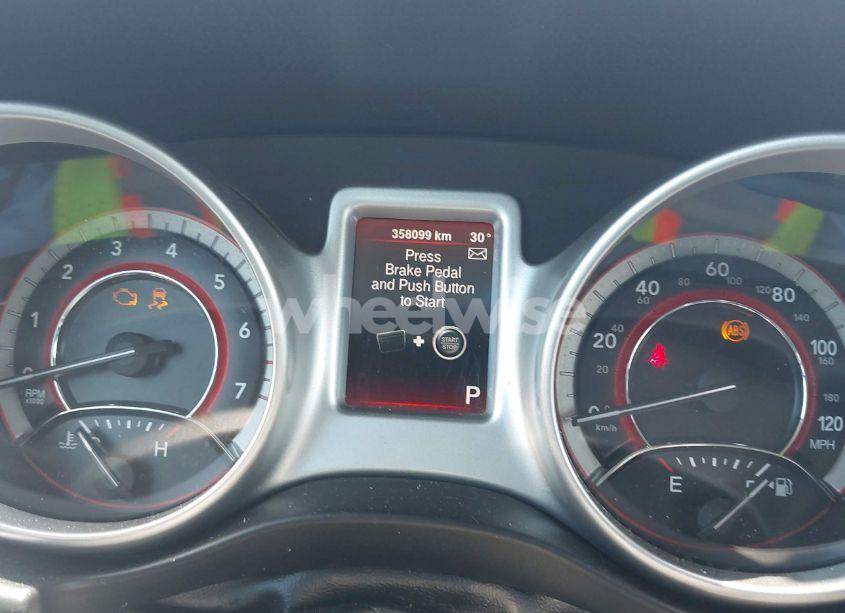 358099 km 30°
Press
Brake Pedal
and Push Button
to Start
+ START
STOP
P
wheelwise
0 1 2 3 4 5 6 7
RPM
x1000
H
ABS
0 20 40 60 80 100 120
20 40 60 80 100 120 140 160 180
km/h
MPH
E F